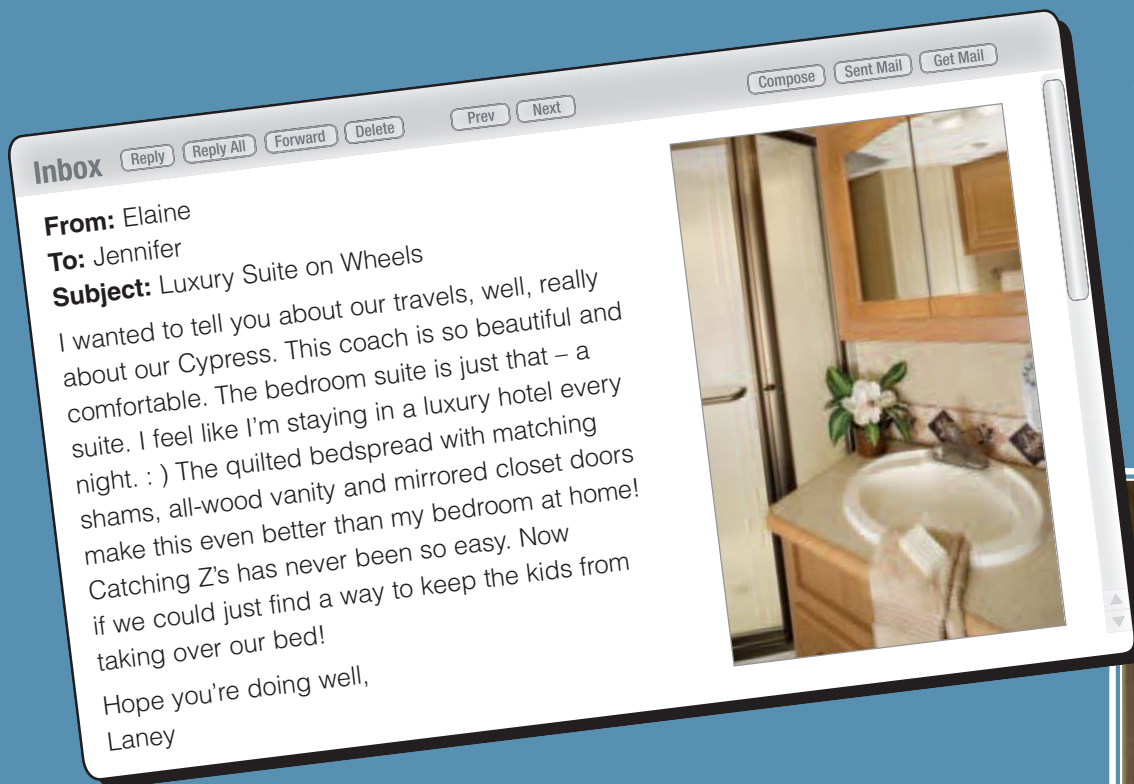 Compose Sent Mail Get Mail
Inbox Reply Reply All Forward Delete Prev Next
From: Elaine
To: Jennifer
Subject: Luxury Suite on Wheels
I wanted to tell you about our travels, well, really
about our Cypress. This coach is so beautiful and
comfortable. The bedroom suite is just that – a
suite. I feel like I’m staying in a luxury hotel every
night. : ) The quilted bedspread with matching
shams, all-wood vanity and mirrored closet doors
make this even better than my bedroom at home!
Catching Z’s has never been so easy. Now
if we could just find a way to keep the kids from
taking over our bed!
Hope you’re doing well,
Laney